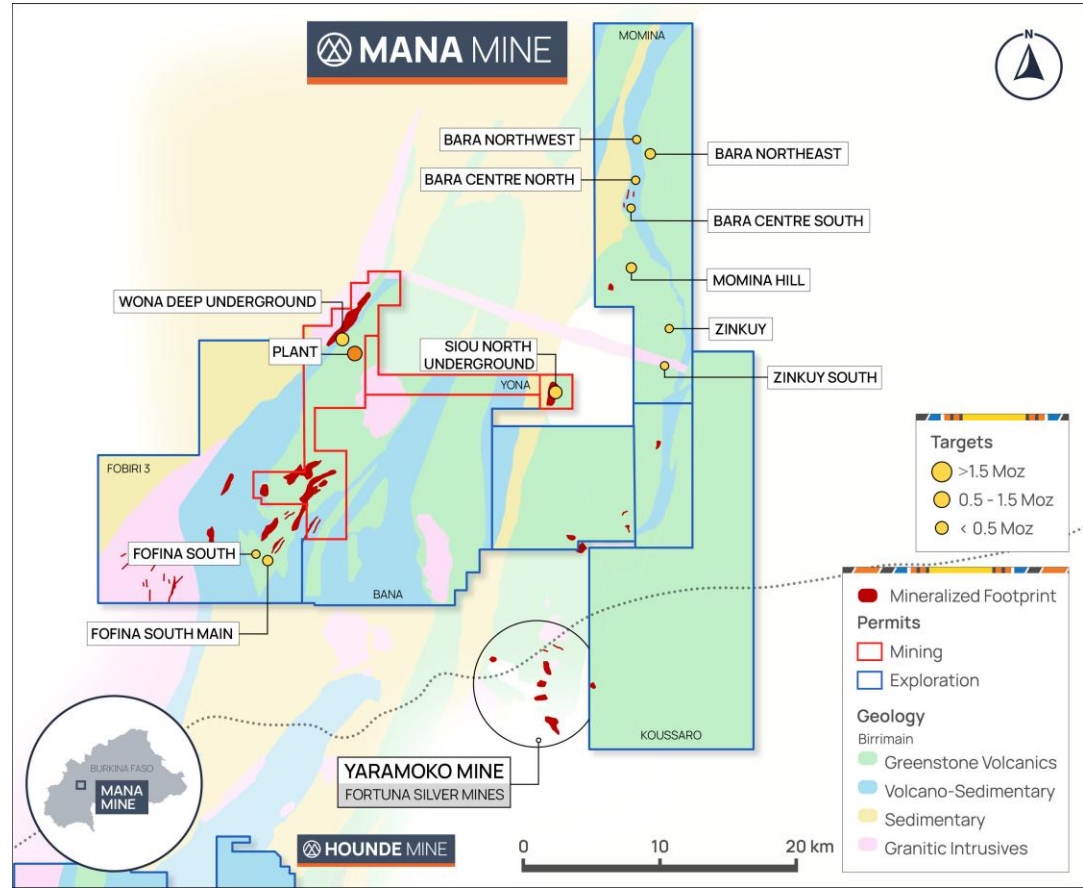 MANA MINE
N
MOMINA
BARA NORTHWEST
BARA NORTHEAST
BARA CENTRE NORTH
BARA CENTRE SOUTH
MOMINA HILL
WONA DEEP UNDERGROUND
PLANT
SIOU NORTH
UNDERGROUND
ZINKUY
YONA
ZINKUY SOUTH
FOBIRI 3
FOFINA SOUTH
BANA
FOFINA SOUTH MAIN
KOUSSARO
YARAMOKO MINE
FORTUNA SILVER MINES
BURKINA FASO
MANA
MINE
HOUNDE MINE
0 10 20 km
Targets
>1.5 Moz
0.5 - 1.5 Moz
< 0.5 Moz
Mineralized Footprint
Permits
Mining
Exploration
Geology
Birrimain
Greenstone Volcanics
Volcano-Sedimentary
Sedimentary
Granitic Intrusives